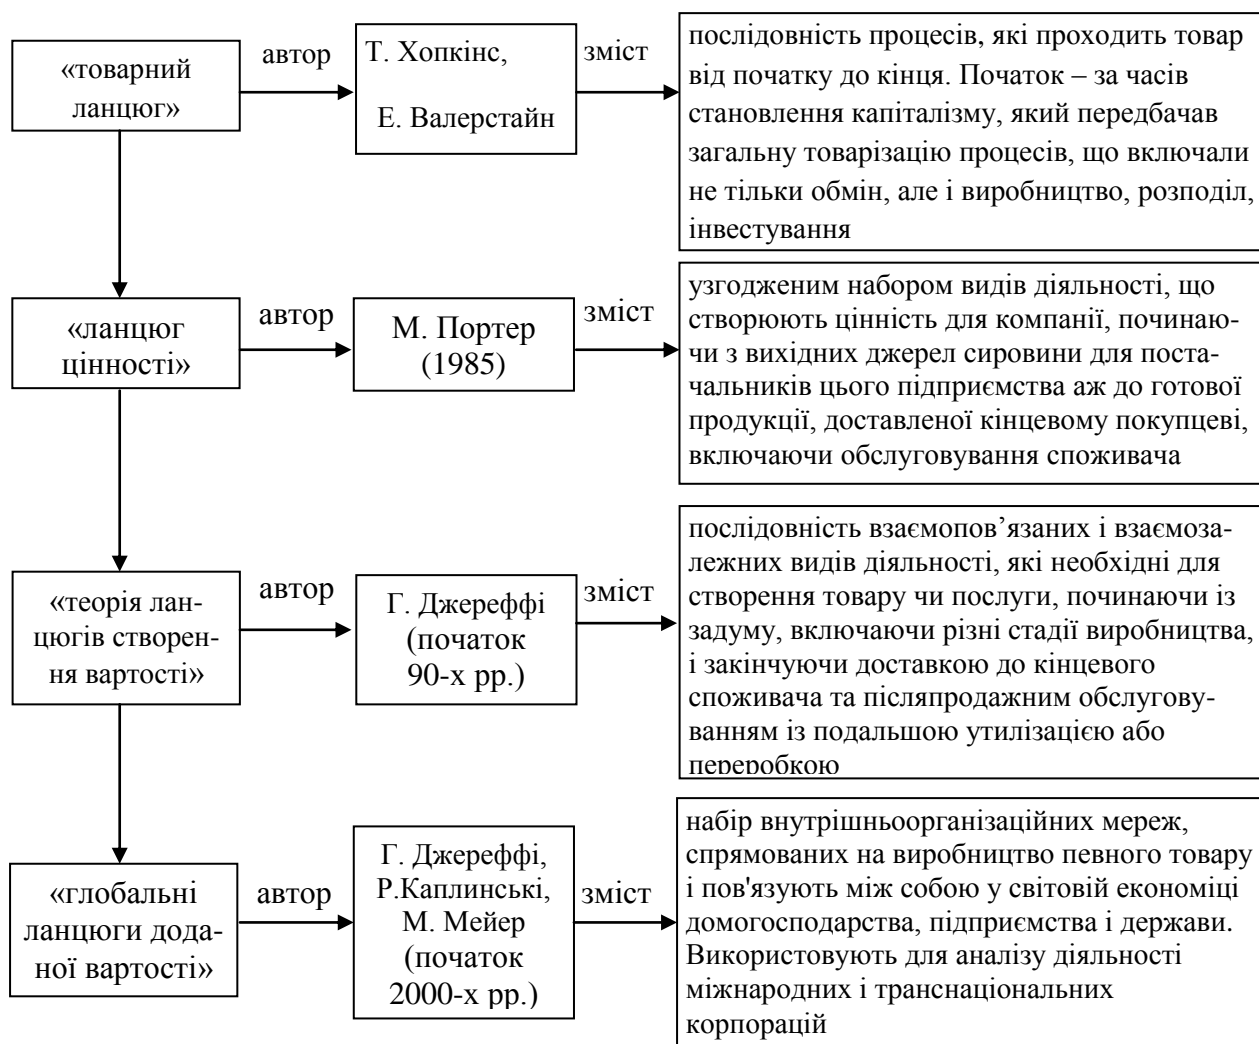 «товарний
ланцюг»
автор
Т. Хопкінс,
Е. Валерстайн
зміст
послідовність процесів, які проходить товар
від початку до кінця. Початок – за часів
становлення капіталізму, який передбачав
загальну товарізацію процесів, що включали
не тільки обмін, але і виробництво, розподіл,
інвестування
«ланцюг
цінності»
автор
М. Портер
(1985)
зміст
узгодженим набором видів діяльності, що
створюють цінність для компанії, починаю-
чи з вихідних джерел сировини для поста-
чальників цього підприємства аж до готової
продукції, доставленої кінцевому покупцеві,
включаючи обслуговування споживача
«теорія лан-
цюгів створен-
ня вартості»
автор
Г. Джереффі
(початок
90-х рр.)
зміст
послідовність взаємопов’язаних і взаємоза-
лежних видів діяльності, які необхідні для
створення товару чи послуги, починаючи із
задуму, включаючи різні стадії виробництва,
і закінчуючи доставкою до кінцевого
споживача та післяпродажним обслугову-
ванням із подальшою утилізацією або
переробкою
«глобальні
ланцюги дода-
ної вартості»
автор
Г. Джереффі,
Р.Каплинські,
М. Мейер
(початок
2000-х рр.)
зміст
набір внутрішньоорганізаційних мереж,
спрямованих на виробництво певного товару
і пов'язують між собою у світовій економіці
домогосподарства, підприємства і держави.
Використовують для аналізу діяльності
міжнародних і транснаціональних
корпорацій